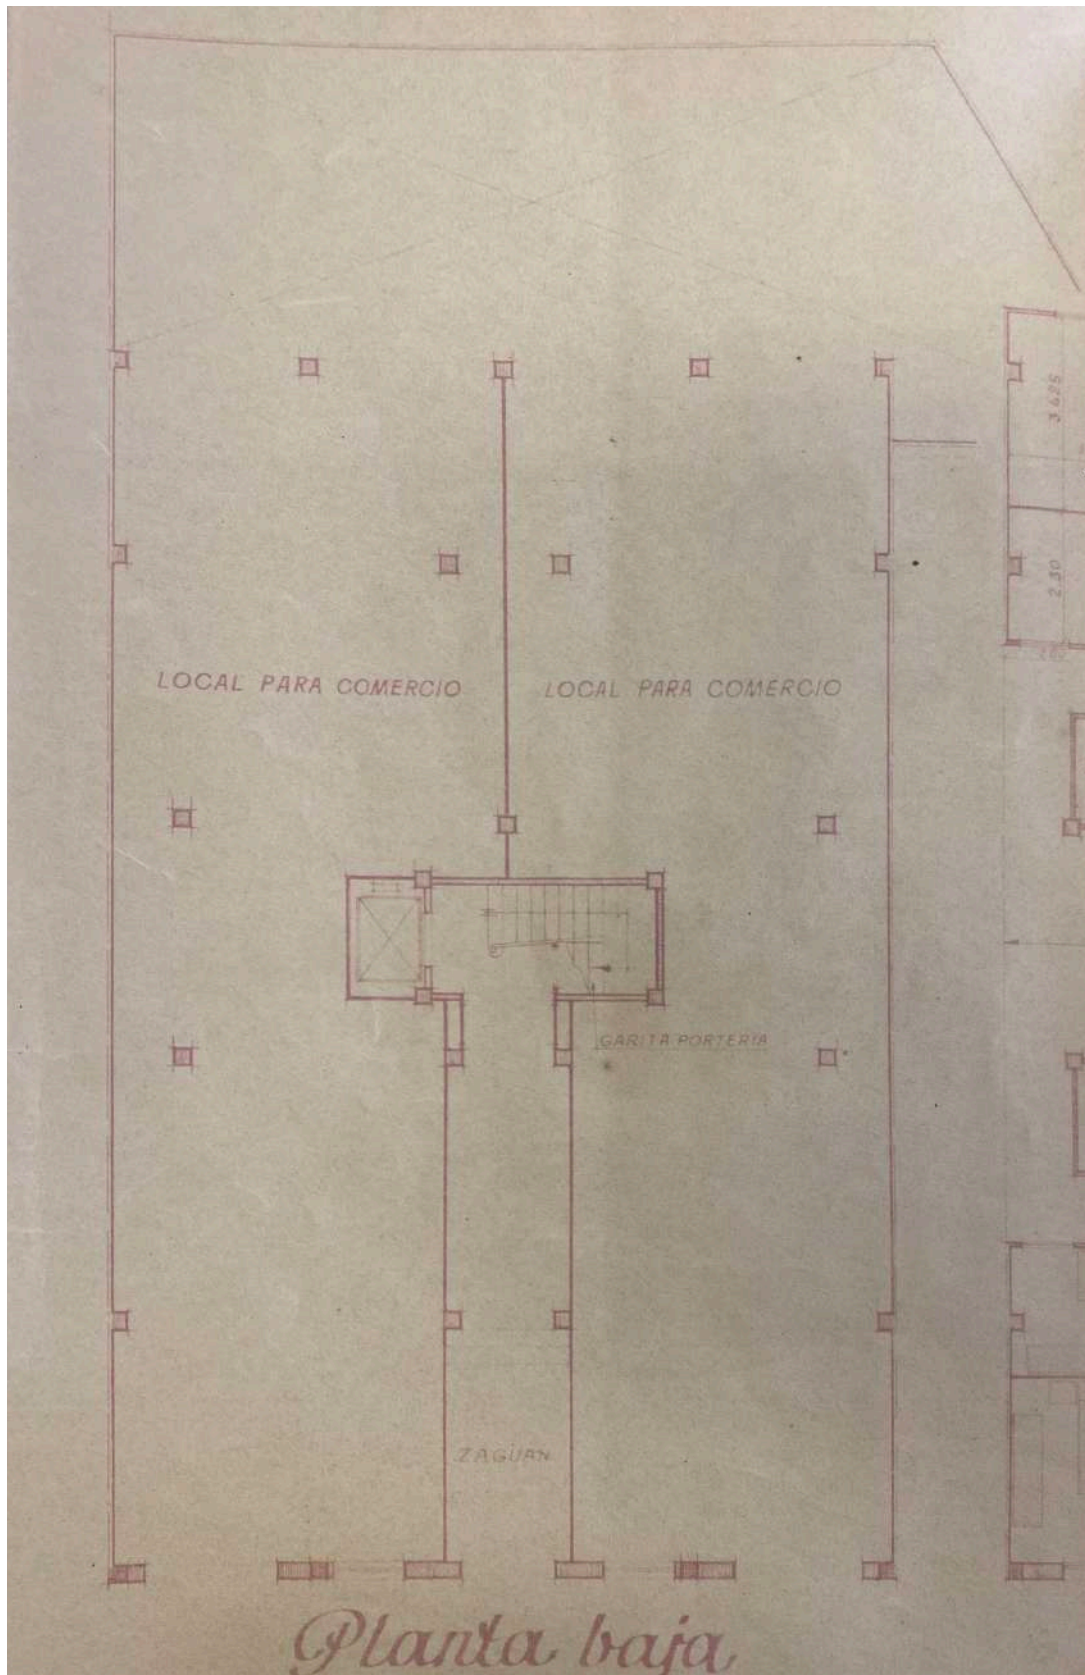 3.625
2.30
LOCAL PARA COMERCIO
LOCAL PARA COMERCIO
GARITA PORTERIA
ZAGUAN
Planta baja